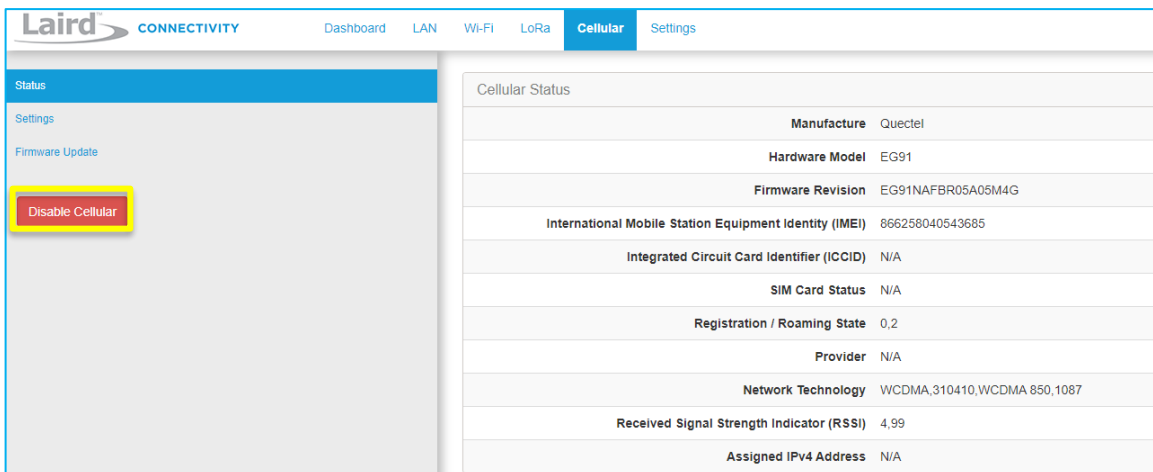 Laird™ CONNECTIVITY Dashboard LAN Wi-Fi LoRa Cellular Settings
Status
Settings
Firmware Update
Disable Cellular
Cellular Status
Manufacture Quectel
Hardware Model EG91
Firmware Revision EG91NAFBR05A05M4G
International Mobile Station Equipment Identity (IMEI) 866258040543685
Integrated Circuit Card Identifier (ICCID) N/A
SIM Card Status N/A
Registration / Roaming State 0,2
Provider N/A
Network Technology WCDMA,310410,WCDMA 850,1087
Received Signal Strength Indicator (RSSI) 4,99
Assigned IPv4 Address N/A